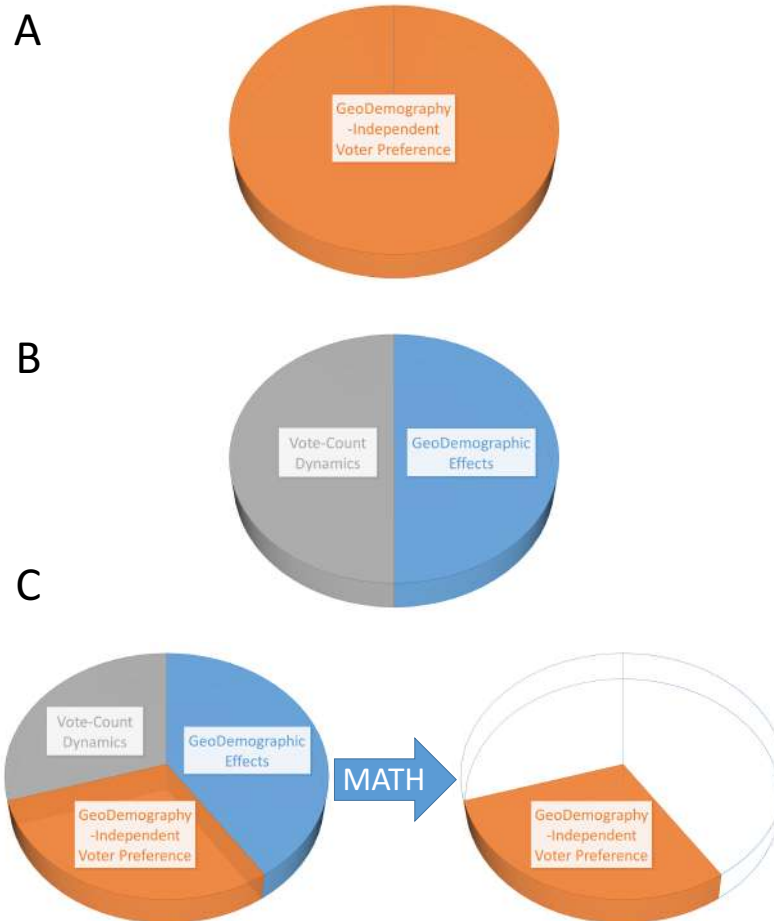 A
GeoDemography
-Independent
Voter Preference
B
Vote-Count
Dynamics
GeoDemographic
Effects
C
Vote-Count
Dynamics
GeoDemographic
Effects
GeoDemography
-Independent
Voter Preference
MATH
GeoDemography
-Independent
Voter Preference